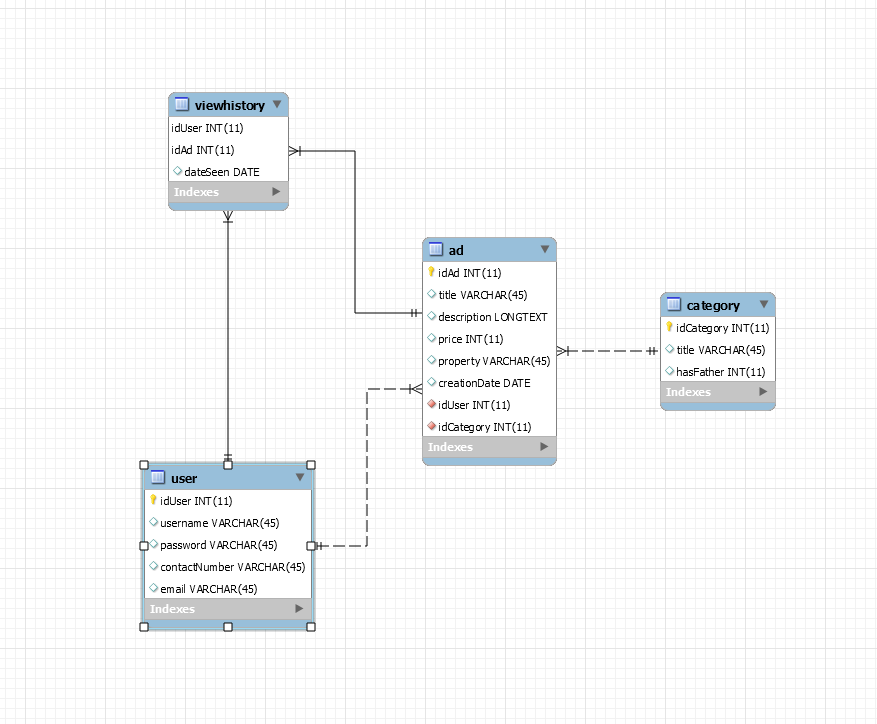 viewhistory
idUser INT(11)
idAd INT(11)
dateSeen DATE
Indexes
ad
idAd INT(11)
title VARCHAR(45)
description LONGTEXT
price INT(11)
property VARCHAR(45)
creationDate DATE
idUser INT(11)
idCategory INT(11)
Indexes
category
idCategory INT(11)
title VARCHAR(45)
hasFather INT(11)
Indexes
user
idUser INT(11)
username VARCHAR(45)
password VARCHAR(45)
contactNumber VARCHAR(45)
email VARCHAR(45)
Indexes